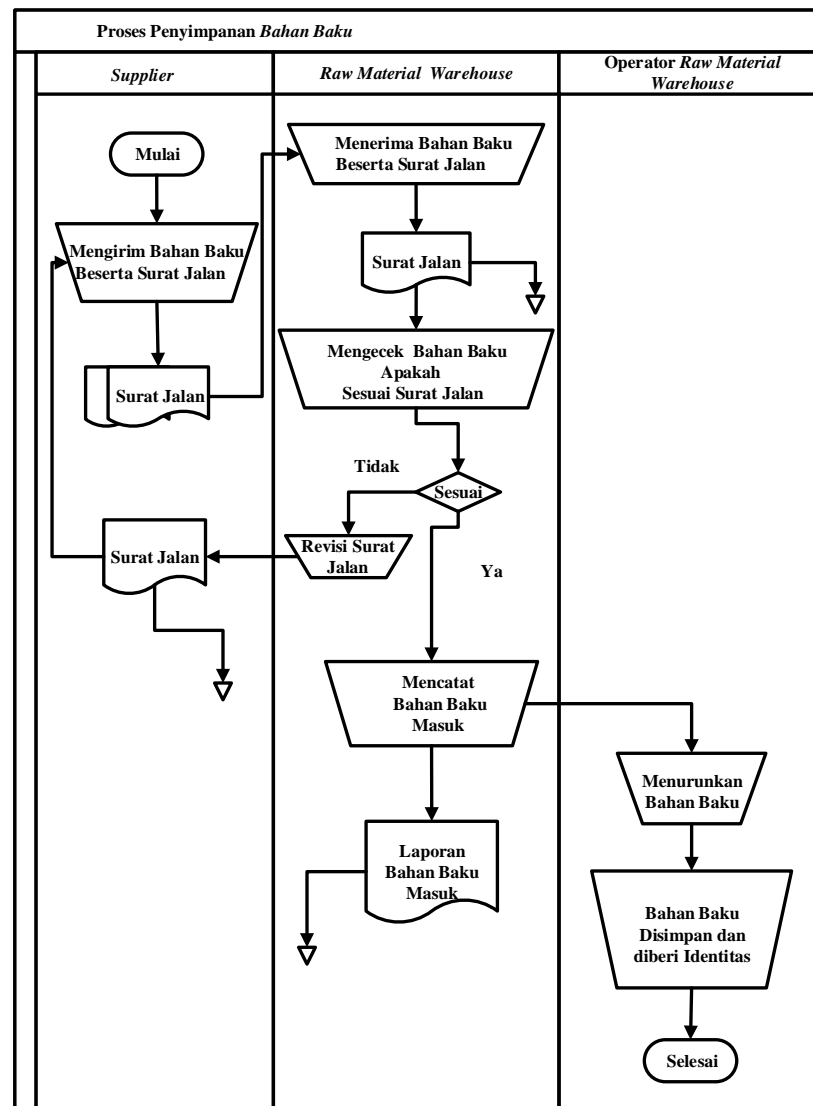 Proses Penyimpanan Bahan Baku
Supplier
Raw Material Warehouse
Operator Raw Material
Warehouse
Mulai
Mengirim Bahan Baku
Beserta Surat Jalan
Surat Jalan
Menerima Bahan Baku
Beserta Surat Jalan
Surat Jalan
Mengecek Bahan Baku
Apakah
Sesuai Surat Jalan
Sesuai
Tidak
Revisi Surat
Jalan
Surat Jalan
Ya
Mencatat
Bahan Baku
Masuk
Laporan
Bahan Baku
Masuk
Menurunkan
Bahan Baku
Bahan Baku
Disimpan dan
diberi Identitas
Selesai